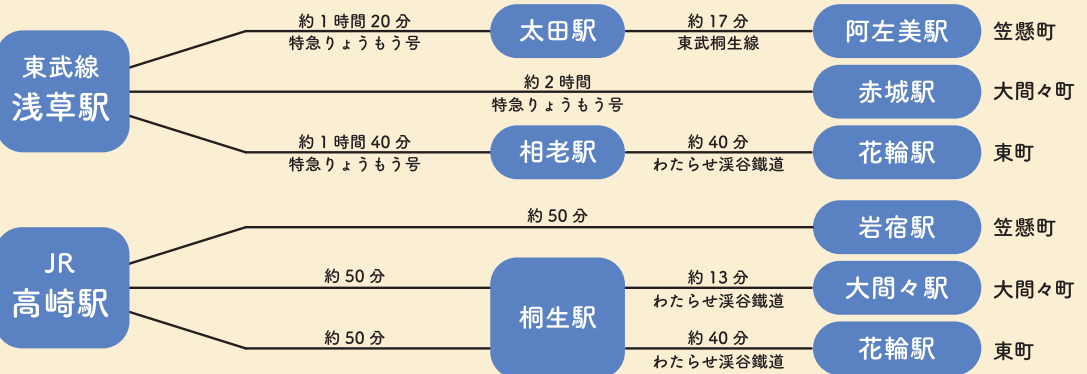 東武線
浅草駅
約1時間20分
特急りょうもう号
太田駅
約17分
東武桐生線
阿左美駅
笠懸町
約2時間
特急りょうもう号
赤城駅
大間々町
約1時間40分
特急りょうもう号
相老駅
約40分
わたらせ渓谷鐵道
花輪駅
東町
JR
高崎駅
約50分
岩宿駅
笠懸町
約50分
桐生駅
約13分
わたらせ渓谷鐵道
大間々駅
大間々町
約50分
約40分
わたらせ渓谷鐵道
花輪駅
東町